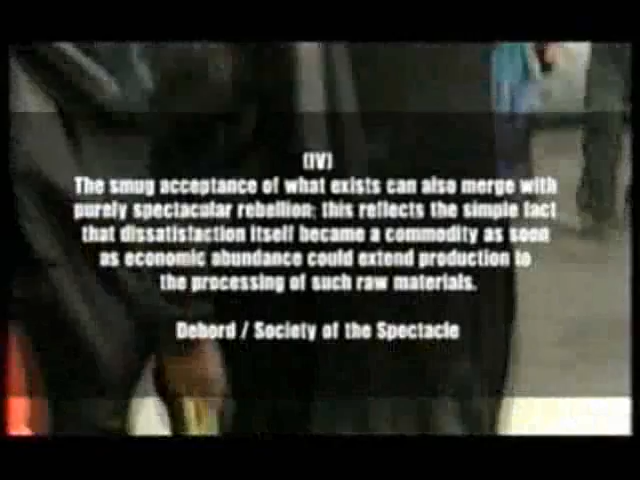 (IV)
The smug acceptance of what exists can also merge with
purely spectacular rebellion; this reflects the simple fact
that dissatisfaction itself became a commodity as soon
as economic abundance could extend production to
the processing of such raw materials.
Debord / Society of the Spectacle